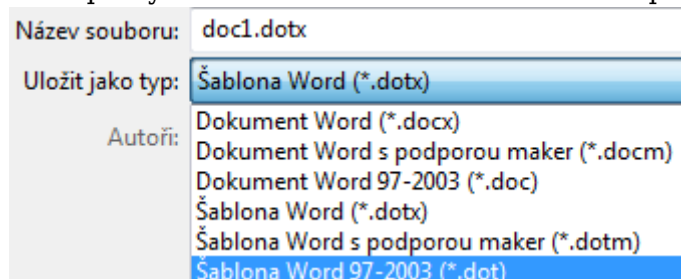 Název souboru: doc1.dotx
Uložit jako typ: Šablona Word (*.dotx)
Autoři: Dokument Word (*.docx)
Dokument Word s podporou maker (*.docm)
Dokument Word 97-2003 (*.doc)
Šablona Word (*.dotx)
Šablona Word s podporou maker (*.dotm)
Šablona Word 97-2003 (*.dot)